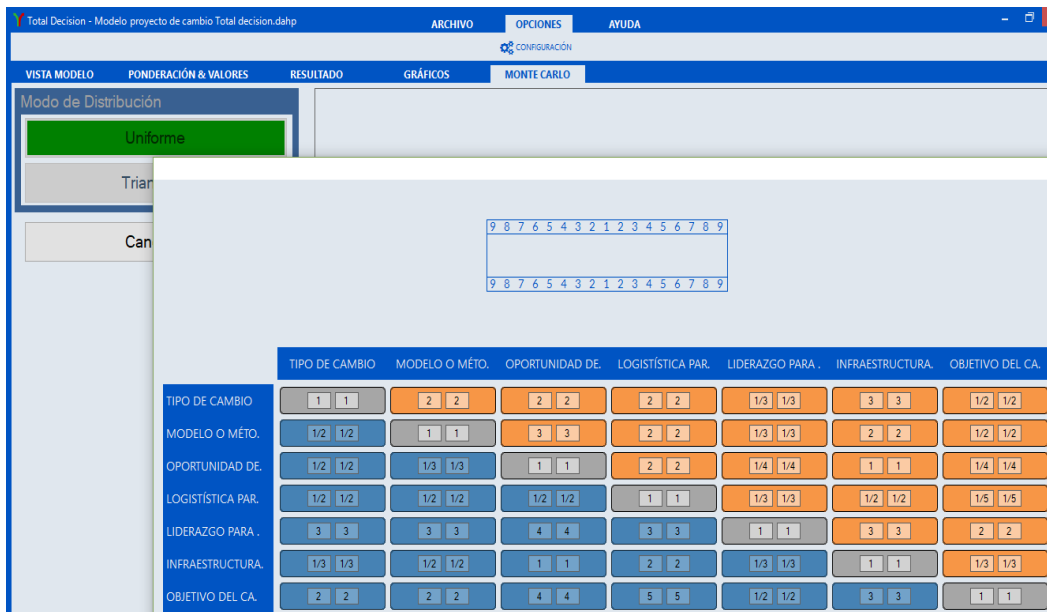 Total Decision - Modelo proyecto de cambio Total decision.dahp ARCHIVO OPCIONES AYUDA
CONFIGURACIÓN
VISTA MODELO PONDERACIÓN & VALORES RESULTADO GRÁFICOS MONTE CARLO
Modo de Distribución
Uniforme
Trian
Can
9 8 7 6 5 4 3 2 1 2 3 4 5 6 7 8 9
9 8 7 6 5 4 3 2 1 2 3 4 5 6 7 8 9
TIPO DE CAMBIO MODELO O MÉTO. OPORTUNIDAD DE. LOGISTÍSTICA PAR. LIDERAZGO PARA . INFRAESTRUCTURA. OBJETIVO DEL CA.
TIPO DE CAMBIO 1 1 2 2 2 2 2 2 1/3 1/3 3 3 1/2 1/2
MODELO O MÉTO. 1/2 1/2 1 1 3 3 2 2 1/3 1/3 2 2 1/2 1/2
OPORTUNIDAD DE. 1/2 1/2 1/3 1/3 1 1 2 2 1/4 1/4 1 1 1/4 1/4
LOGISTÍSTICA PAR. 1/2 1/2 1/2 1/2 1/2 1/2 1 1 1/3 1/3 1/2 1/2 1/5 1/5
LIDERAZGO PARA . 3 3 3 3 4 4 3 3 1 1 3 3 2 2
INFRAESTRUCTURA. 1/3 1/3 1/2 1/2 1 1 2 2 1/3 1/3 1 1 1/3 1/3
OBJETIVO DEL CA. 2 2 2 2 4 4 5 5 1/2 1/2 3 3 1 1